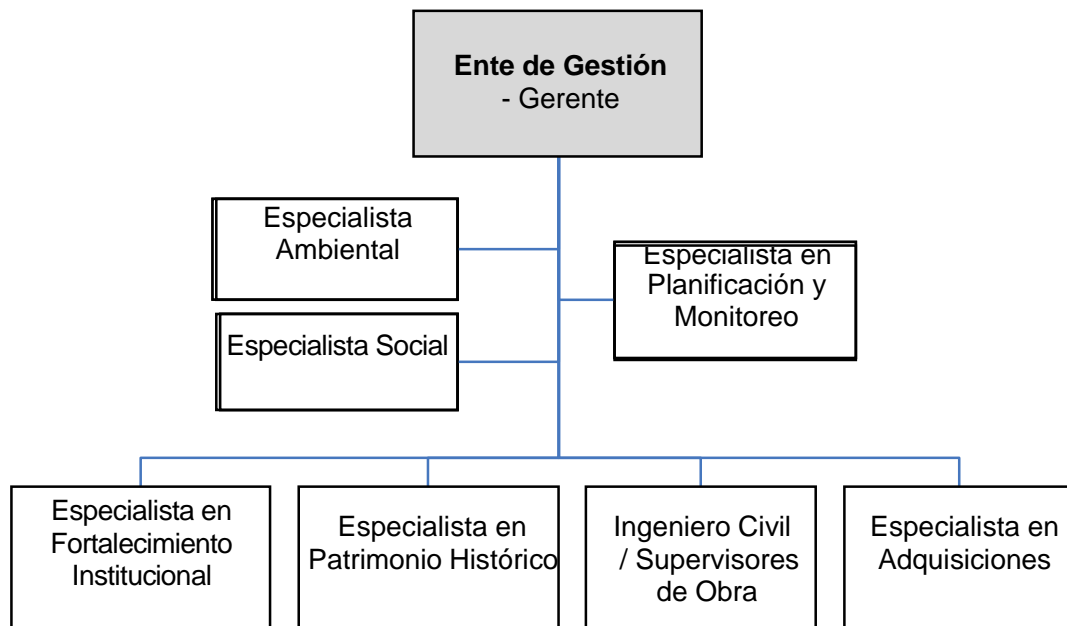 Ente de Gestión
- Gerente
Especialista
Ambiental
Especialista en
Planificación y
Monitoreo
Especialista Social
Especialista en
Fortalecimiento
Institucional
Especialista en
Patrimonio Histórico
Ingeniero Civil
/ Supervisores
de Obra
Especialista en
Adquisiciones